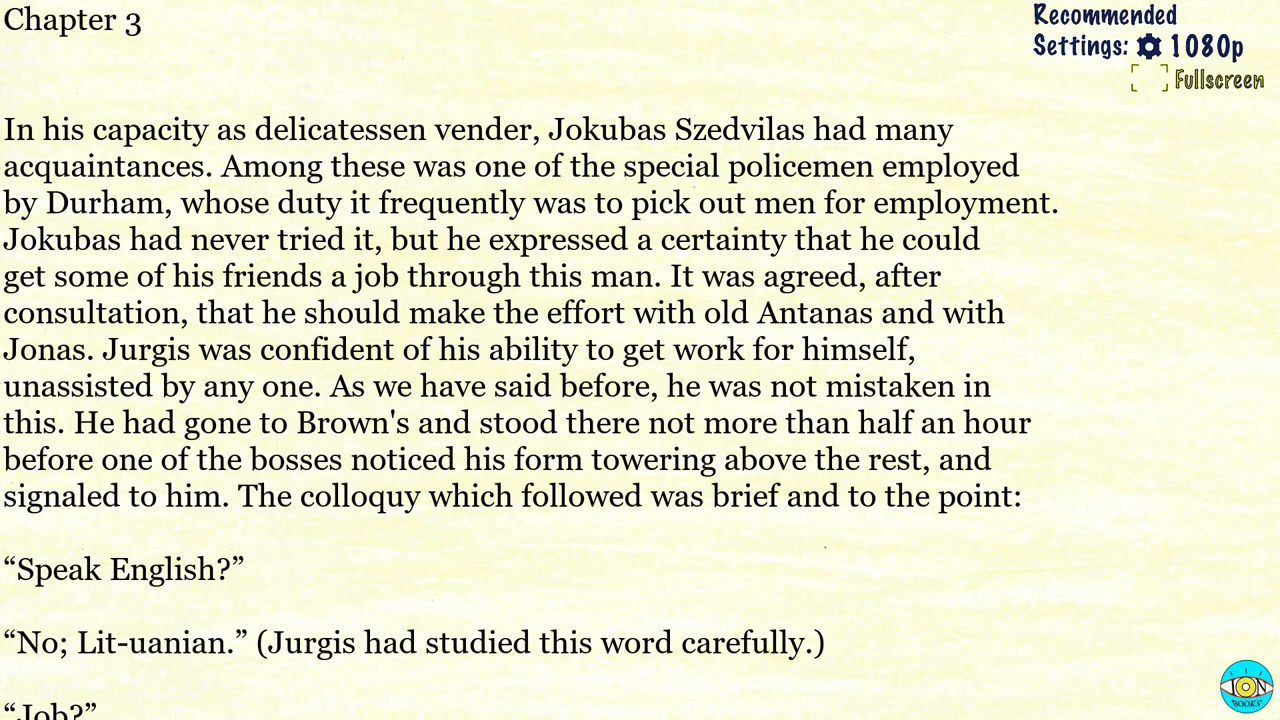 Chapter 3
Recommended
Settings: 1080p
Fullscreen
In his capacity as delicatessen vender, Jokubas Szedvilas had many
acquaintances. Among these was one of the special policemen employed
by Durham, whose duty it frequently was to pick out men for employment.
Jokubas had never tried it, but he expressed a certainty that he could
get some of his friends a job through this man. It was agreed, after
consultation, that he should make the effort with old Antanas and with
Jonas. Jurgis was confident of his ability to get work for himself,
unassisted by any one. As we have said before, he was not mistaken in
this. He had gone to Brown's and stood there not more than half an hour
before one of the bosses noticed his form towering above the rest, and
signaled to him. The colloquy which followed was brief and to the point:
“Speak English?”
“No; Lit-uanian.” (Jurgis had studied this word carefully.)
“Job?”
ION
BOOKS